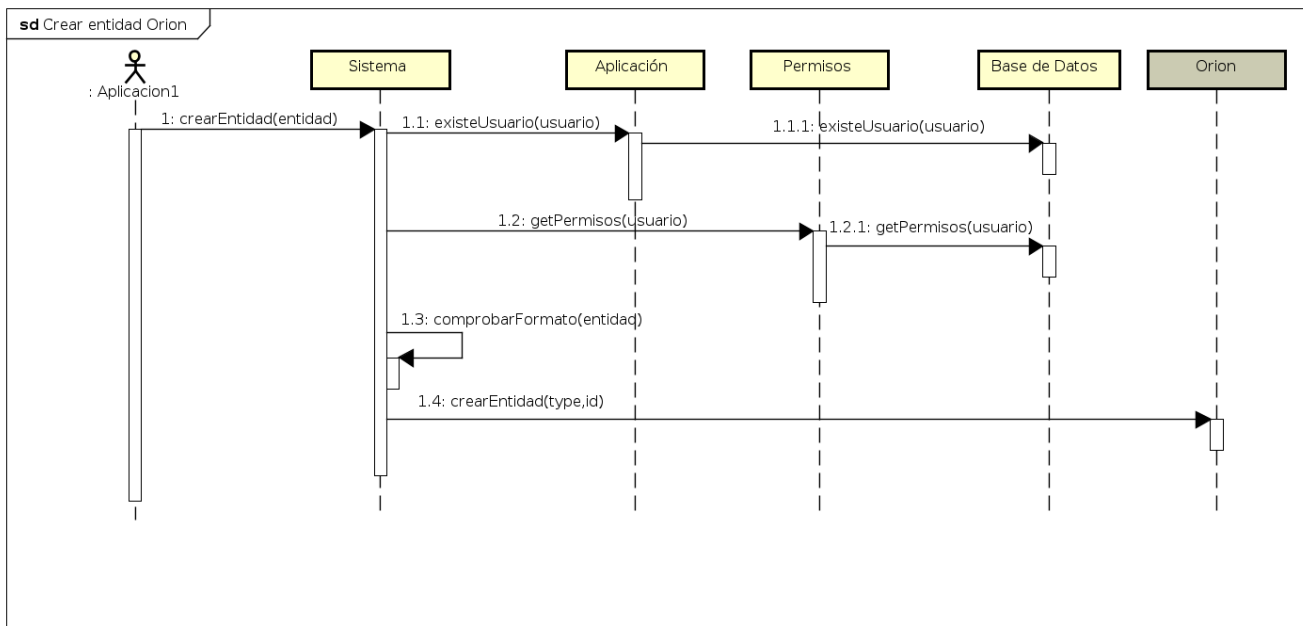 sd Crear entidad Orion
: Aplicacion1
Sistema
Aplicación
Permisos
Base de Datos
Orion
1: crearEntidad(entidad)
1.1: existeUsuario(usuario)
1.1.1: existeUsuario(usuario)
1.2: getPermisos(usuario)
1.2.1: getPermisos(usuario)
1.3: comprobarFormato(entidad)
1.4: crearEntidad(type,id)